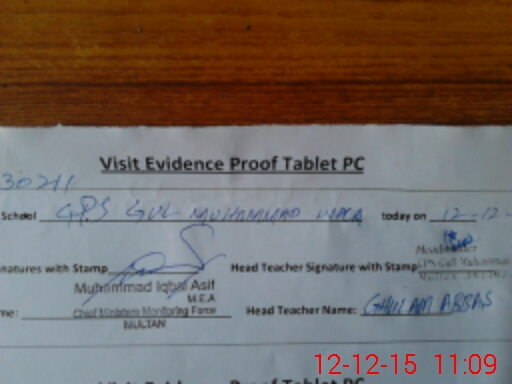 Visit Evidence Proof Tablet PC
30211
School G.P.S GUL MUHAMMAD today on 12-12-
natures with Stamp Head Teacher Signature with Stamp
Muhammad Iqbal Asif
M.E.A
me: Chief Minister Monitoring Force Head Teacher Name: GHULAM ABBAS
MULTAN
12-12-15 11:09